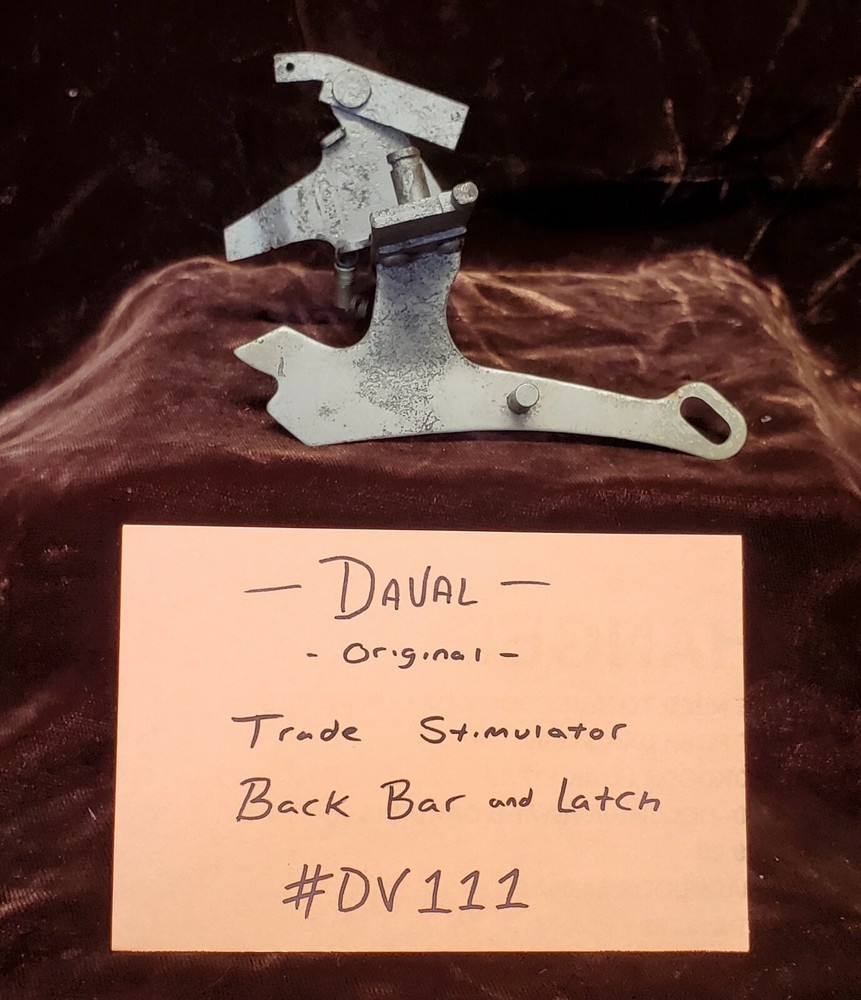 — DAVAL —
- Original -
Trade Stimulator
Back Bar and Latch
#DV111